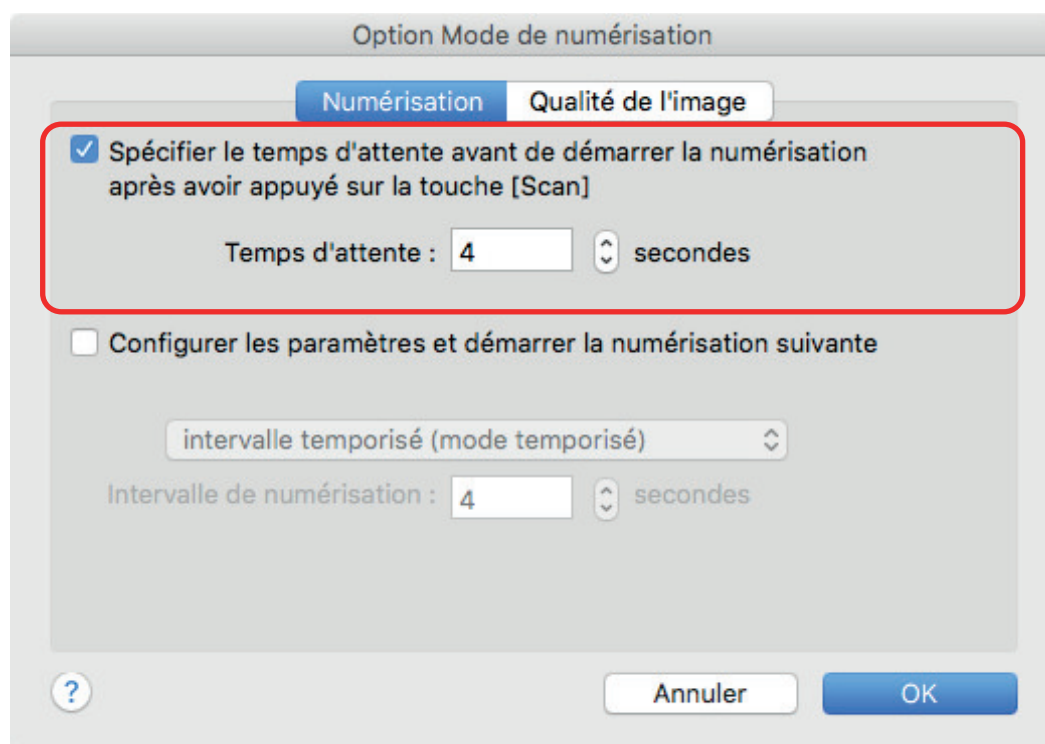 Option Mode de numérisation
Numérisation Qualité de l'image
Spécifier le temps d'attente avant de démarrer la numérisation
après avoir appuyé sur la touche [Scan]
Temps d'attente : 4 secondes
Configurer les paramètres et démarrer la numérisation suivante
intervalle temporisé (mode temporisé)
Intervalle de numérisation : 4 secondes
? Annuler OK